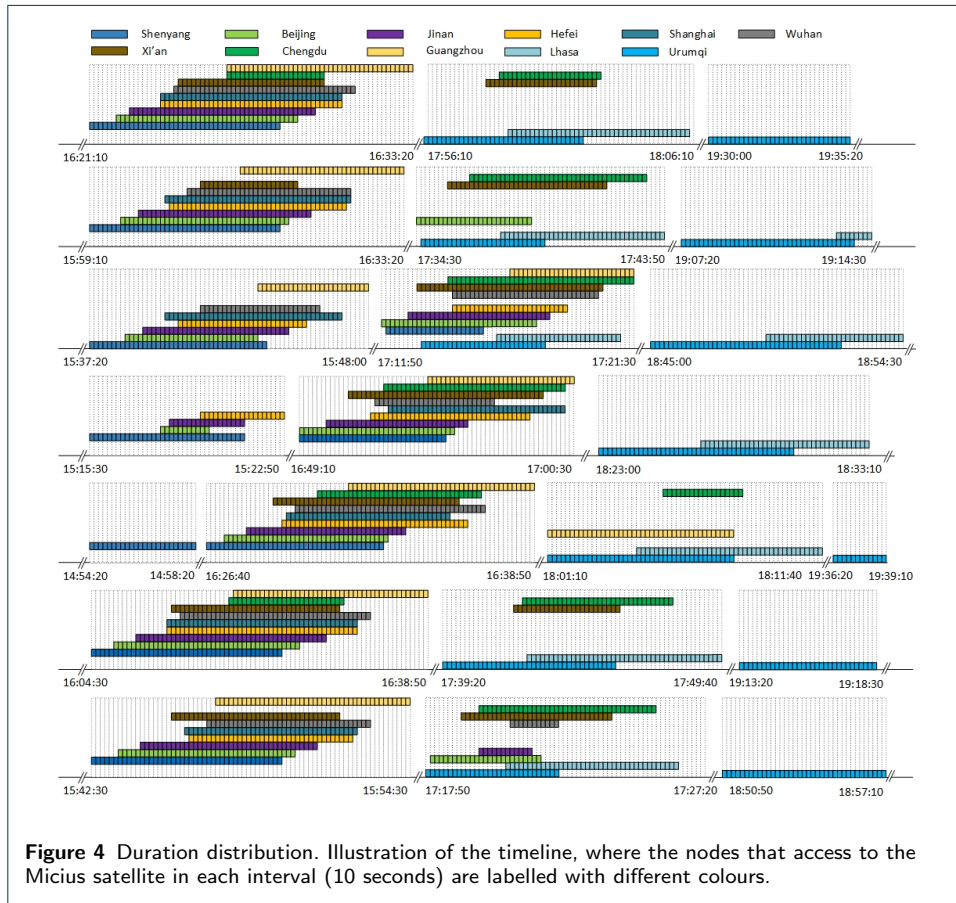 Shenyang Beijing Jinan Hefei Shanghai Wuhan
Xi'an Chengdu Guangzhou Lhasa Urumqi
16:21:10 16:33:20 17:56:10 18:06:10 19:30:00 19:35:20
15:59:10 16:33:20 17:34:30 17:43:50 19:07:20 19:14:30
15:37:20 15:48:00 17:11:50 17:21:30 18:45:00 18:54:30
15:15:30 15:22:50 16:49:10 17:00:30 18:23:00 18:33:10
14:54:20 14:58:20 16:26:40 16:38:50 18:01:10 18:11:40 19:36:20 19:39:10
16:04:30 16:38:50 17:39:20 17:49:40 19:13:20 19:18:30
15:42:30 15:54:30 17:17:50 17:27:20 18:50:50 18:57:10
Figure 4 Duration distribution. Illustration of the timeline, where the nodes that access to the
Micius satellite in each interval (10 seconds) are labelled with different colours.